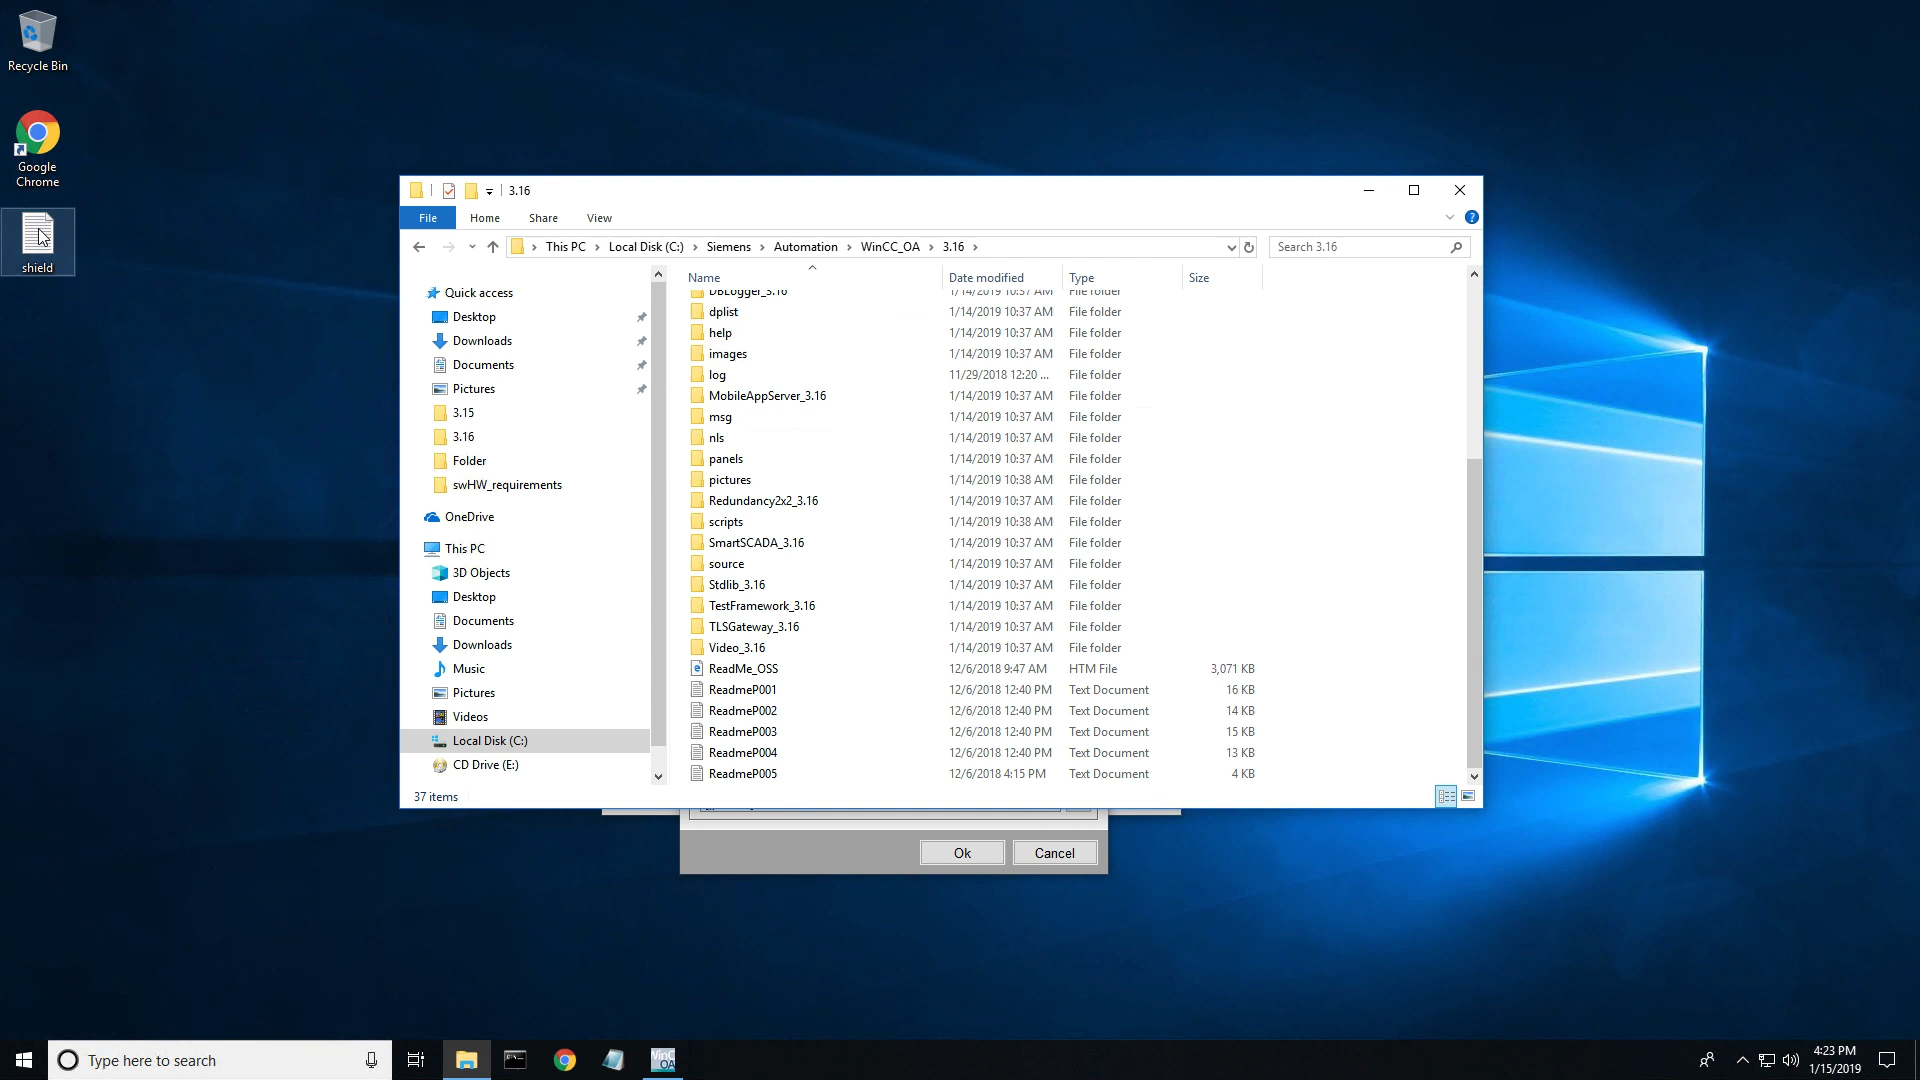 Recycle Bin
Google
Chrome
shield
3.16
File Home Share View
This PC Local Disk (C:) Siemens Automation WinCC_OA 3.16
Search 3.16
Quick access
Desktop
Downloads
Documents
Pictures
3.15
3.16
Folder
swHW_requirements
OneDrive
This PC
3D Objects
Desktop
Documents
Downloads
Music
Pictures
Videos
Local Disk (C:)
CD Drive (E:)
Name Date modified Type Size
DBLogger_3.16 1/14/2019 10:37 AM File folder
dplist 1/14/2019 10:37 AM File folder
help 1/14/2019 10:37 AM File folder
images 1/14/2019 10:37 AM File folder
log 11/29/2018 12:20 ... File folder
MobileAppServer_3.16 1/14/2019 10:37 AM File folder
msg 1/14/2019 10:37 AM File folder
nls 1/14/2019 10:37 AM File folder
panels 1/14/2019 10:37 AM File folder
pictures 1/14/2019 10:38 AM File folder
Redundancy2x2_3.16 1/14/2019 10:37 AM File folder
scripts 1/14/2019 10:38 AM File folder
SmartSCADA_3.16 1/14/2019 10:37 AM File folder
source 1/14/2019 10:37 AM File folder
Stdlib_3.16 1/14/2019 10:37 AM File folder
TestFramework_3.16 1/14/2019 10:37 AM File folder
TLSGateway_3.16 1/14/2019 10:37 AM File folder
Video_3.16 1/14/2019 10:37 AM File folder
ReadMe_OSS 12/6/2018 9:47 AM HTM File 3,071 KB
ReadmeP001 12/6/2018 12:40 PM Text Document 16 KB
ReadmeP002 12/6/2018 12:40 PM Text Document 14 KB
ReadmeP003 12/6/2018 12:40 PM Text Document 15 KB
ReadmeP004 12/6/2018 12:40 PM Text Document 13 KB
ReadmeP005 12/6/2018 4:15 PM Text Document 4 KB
37 items
Ok Cancel
Type here to search
WinCC
OA
4:23 PM
1/15/2019